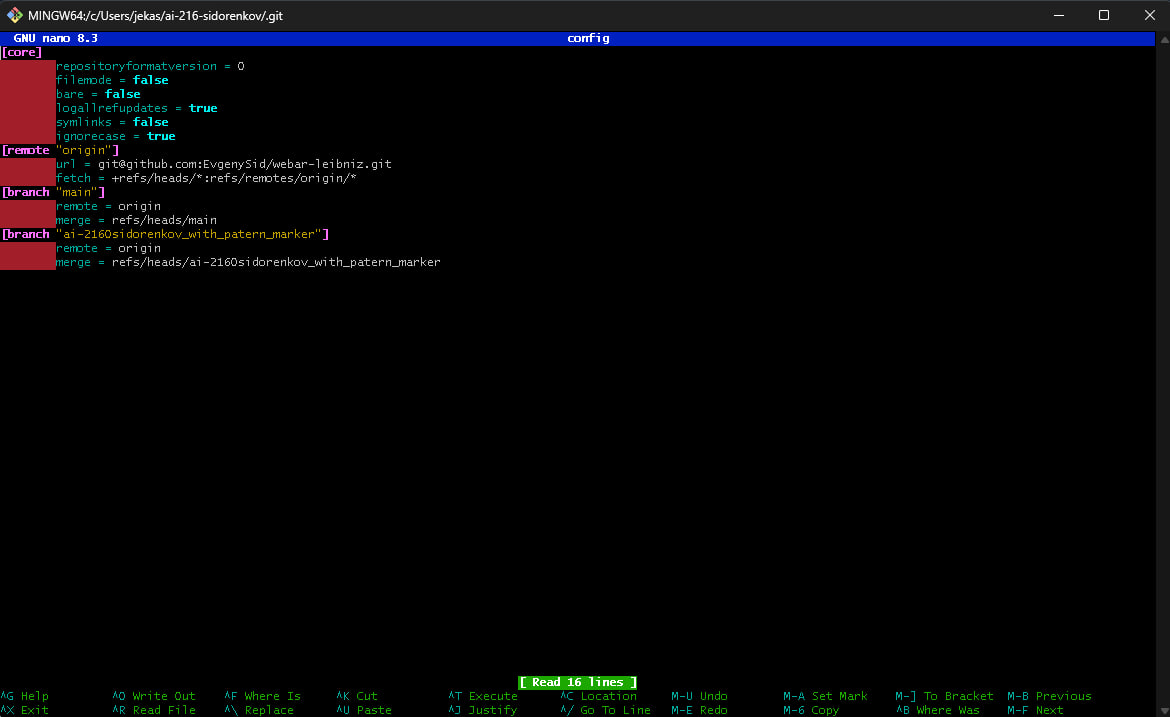 MINGW64:/c/Users/jekas/ai-216-sidorenkov/.git
GNU nano 8.3 config
[core]
repositoryformatversion = 0
filemode = false
bare = false
logallrefupdates = true
symlinks = false
ignorecase = true
[remote "origin"]
url = git@github.com:EvgenySid/webar-leibniz.git
fetch = +refs/heads/*:refs/remotes/origin/*
[branch "main"]
remote = origin
merge = refs/heads/main
[branch "ai-2160sidorenkov_with_patern_marker"]
remote = origin
merge = refs/heads/ai-2160sidorenkov_with_patern_marker
[ Read 16 lines ]
^G Help ^O Write Out ^F Where Is ^K Cut ^T Execute ^C Location M-U Undo M-A Set Mark M-] To Bracket M-B Previous
^X Exit ^R Read File ^\ Replace ^U Paste ^J Justify ^/ Go To Line M-E Redo M-6 Copy ^B Where Was M-F Next